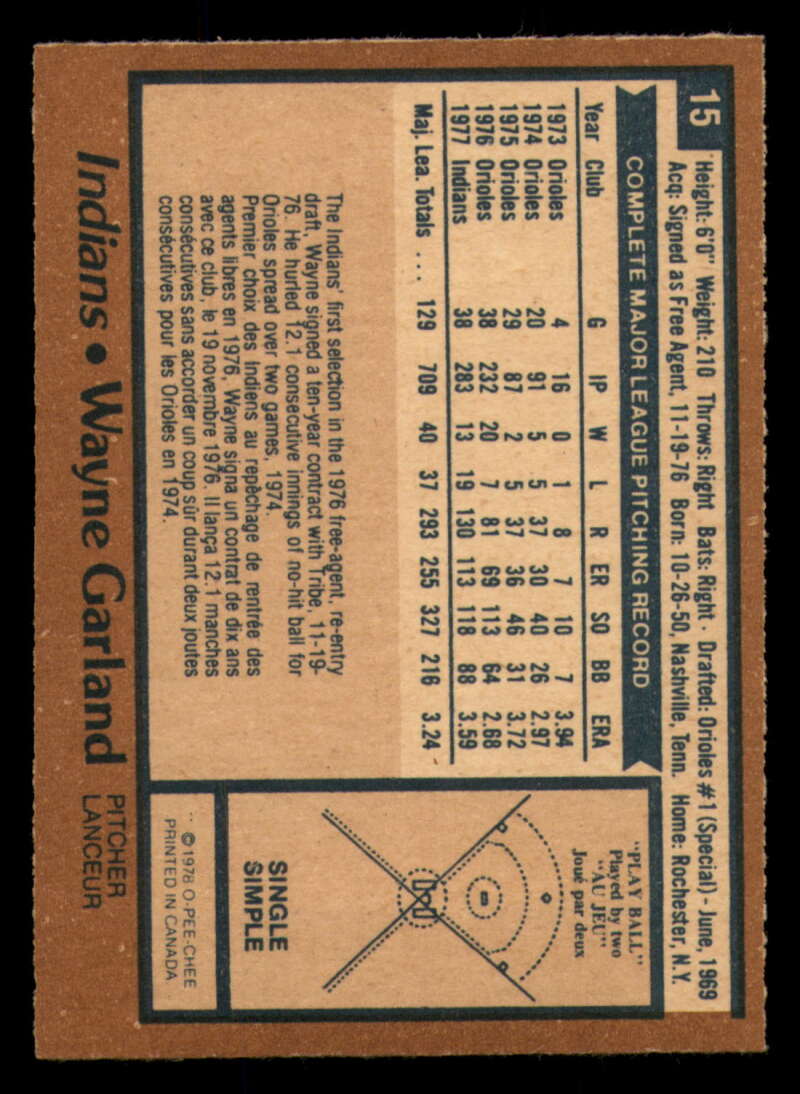 15
Height: 6'0" Weight: 210 Throws: Right Bats: Right · Drafted: Orioles #1 (Special) - June, 1969
Acq: Signed as Free Agent, 11-19-76 Born: 10-26-50, Nashville, Tenn. Home: Rochester, N.Y.
COMPLETE MAJOR LEAGUE PITCHING RECORD
Year Club G IP W L R ER SO BB ERA
1973 Orioles 4 16 0 1 8 7 10 7 3.94
1974 Orioles 20 91 5 5 37 30 40 26 2.97
1975 Orioles 29 87 2 5 37 36 46 31 3.72
1976 Orioles 38 232 20 7 81 69 113 64 2.68
1977 Indians 38 283 13 19 130 113 118 88 3.59
Maj. Lea. Totals . . . 129 709 40 37 293 255 327 216 3.24
The Indians' first selection in the 1976 free-agent, re-entry
draft, Wayne signed a ten-year contract with Tribe, 11-19-
76. He hurled 12.1 consecutive innings of no-hit ball for
Orioles spread over two games, 1974.
Premier choix des Indiens au repêchage de rentrée des
agents libres en 1976, Wayne signa un contrat de dix ans
avec ce club, le 19 novembre 1976. Il lança 12.1 manches
consécutives sans accorder un coup sûr durant deux joutes
consécutives pour les Orioles en 1974.
"PLAY BALL"
Played by two
"AU JEU"
Joué par deux
SINGLE
SIMPLE
©1978 O-PEE-CHEE
PRINTED IN CANADA
Indians • Wayne Garland PITCHER
LANCEUR